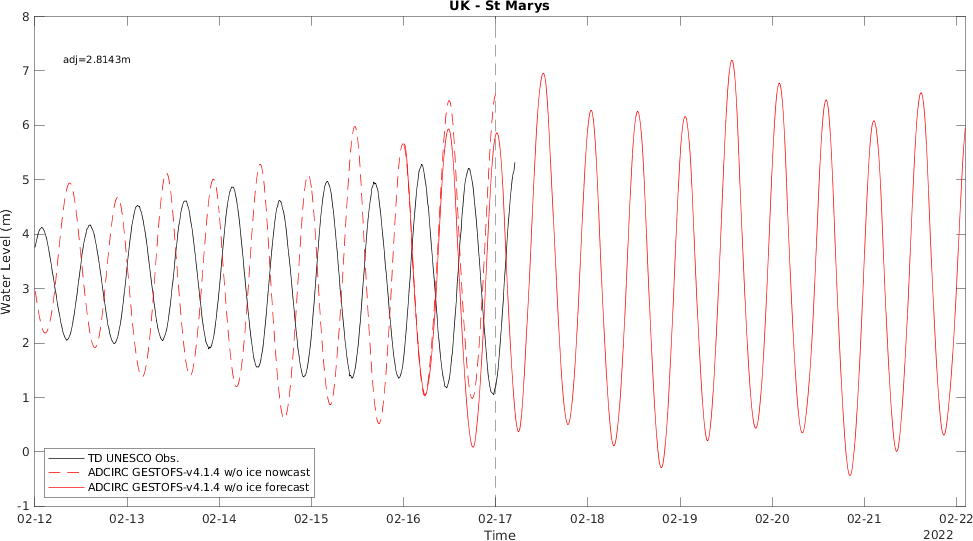 UK - St Marys
8
7
6
5
4
3
2
1
0
-1
Water Level (m)
adj=2.8143m
TD UNESCO Obs.
ADCIRC GESTOFS-v4.1.4 w/o ice nowcast
ADCIRC GESTOFS-v4.1.4 w/o ice forecast
02-12 02-13 02-14 02-15 02-16 02-17 02-18 02-19 02-20 02-21 02-22
Time
2022